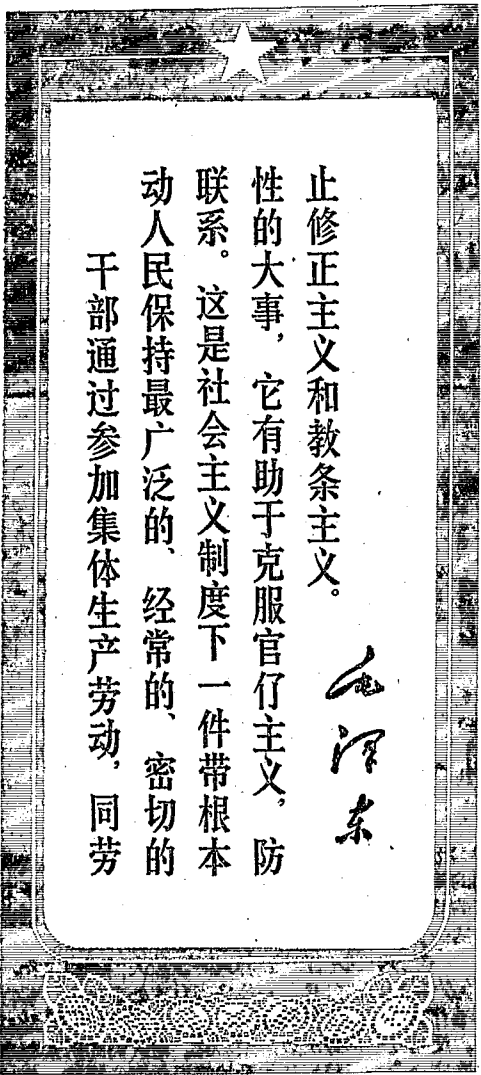 干部通过参加集体生产劳动，同劳
动人民保持最广泛的、经常的、密切的
联系。这是社会主义制度下一件带根本
性的大事，它有助于克服官仔主义，防
止修正主义和教条主义。
毛泽东